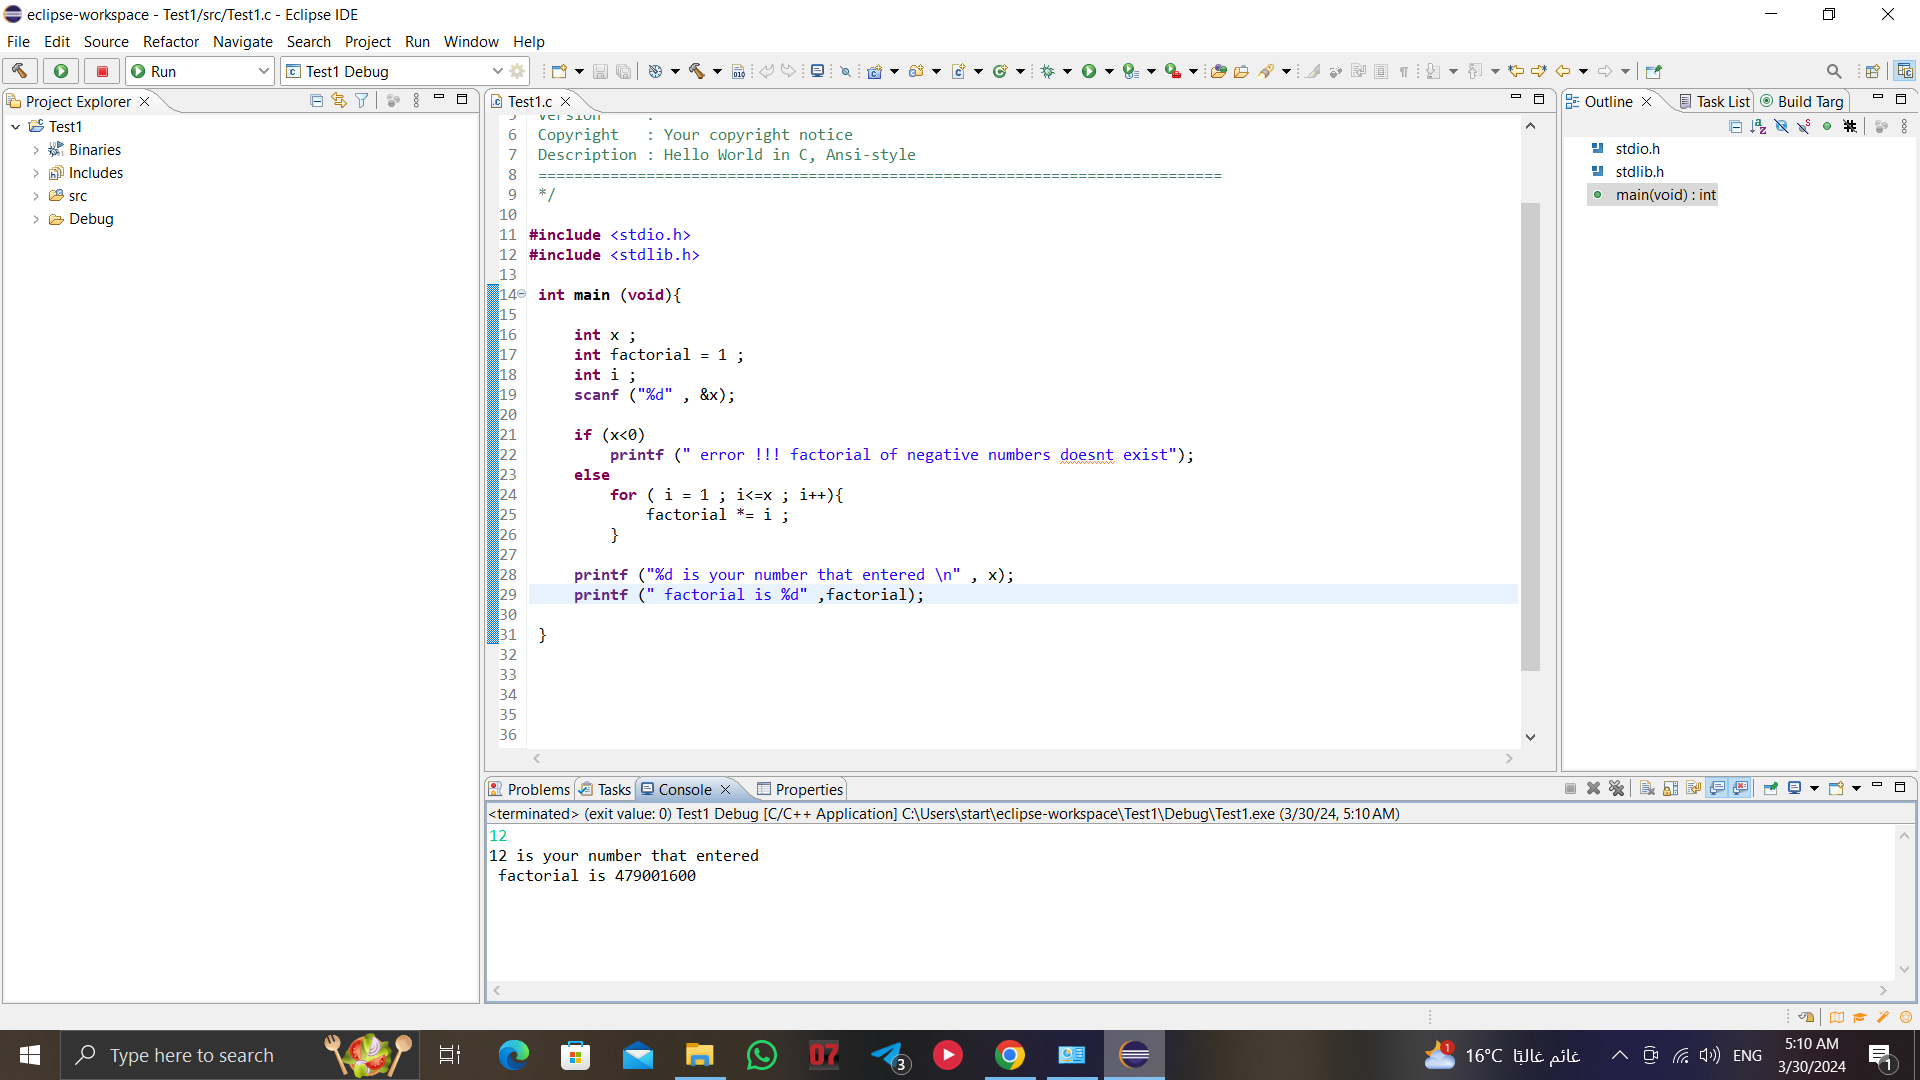 eclipse-workspace - Test1/src/Test1.c - Eclipse IDE
File Edit Source Refactor Navigate Search Project Run Window Help
Run
Test1 Debug
Project Explorer
Test1
Binaries
Includes
src
Debug
Test1.c
6 Copyright   : Your copyright notice
7 Description : Hello World in C, Ansi-style
8 ============================================================================
9 */
10
11 #include <stdio.h>
12 #include <stdlib.h>
13
14 int main (void){
15
16 int x ;
17 int factorial = 1 ;
18 int i ;
19 scanf ("%d" , &x);
20
21 if (x<0)
22 printf (" error !!! factorial of negative numbers doesnt exist");
23 else
24 for ( i = 1 ; i<=x ; i++){
25 factorial *= i ;
26 }
27
28 printf ("%d is your number that entered \n" , x);
29 printf (" factorial is %d" ,factorial);
30
31 }
32
33
34
35
36
Outline Task List Build Targ
stdio.h
stdlib.h
main(void) : int
Problems Tasks Console Properties
<terminated> (exit value: 0) Test1 Debug [C/C++ Application] C:\Users\start\eclipse-workspace\Test1\Debug\Test1.exe (3/30/24, 5:10 AM)
12
12 is your number that entered
factorial is 479001600
Type here to search
07
3
1
16°C غائم غالبًا
ENG
5:10 AM
3/30/2024
1